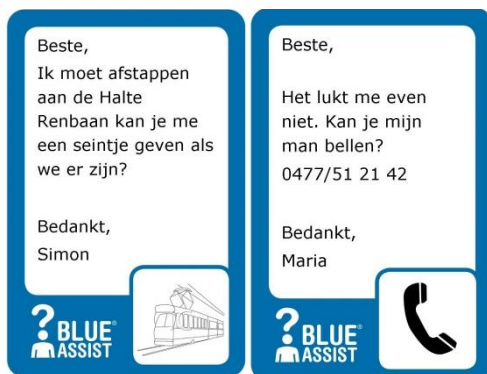 Beste,
Ik moet afstappen
aan de Halte
Renbaan kan je me
een seintje geven als
we er zijn?
Bedankt,
Simon
? BLUE®
ASSIST
Beste,
Het lukt me even
niet. Kan je mijn
man bellen?
0477/51 21 42
Bedankt,
Maria
? BLUE®
ASSIST